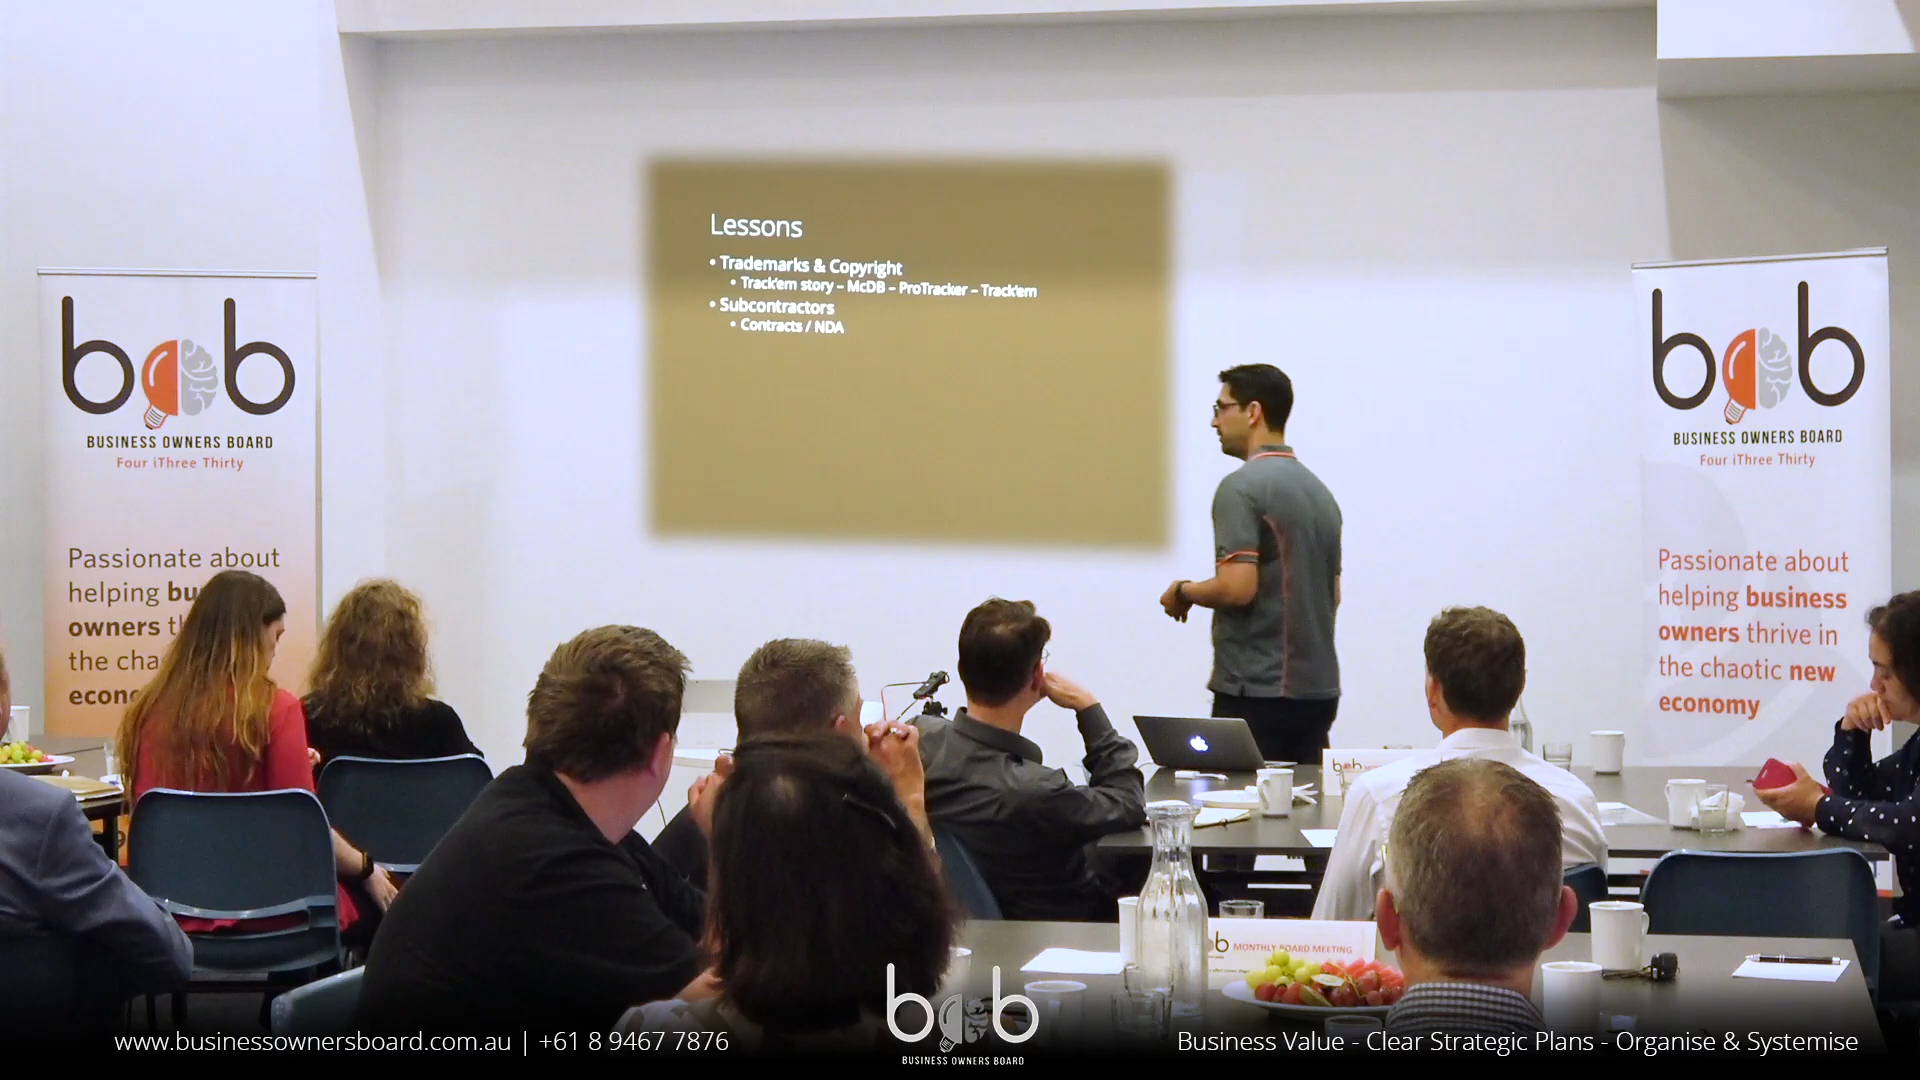 Lessons
• Trademarks & Copyright
• Track'em story – McDB – ProTracker – Track'em
• Subcontractors
• Contracts / NDA
bob
BUSINESS OWNERS BOARD
Four iThree Thirty
Passionate about
helping
owners
the
bob
BUSINESS OWNERS BOARD
Four iThree Thirty
Passionate about
helping business
owners thrive in
the chaotic new
economy
bob
MONTHLY BOARD MEETING
www.businessownersboard.com.au | +61 8 9467 7876
bob
BUSINESS OWNERS BOARD
Business Value - Clear Strategic Plans - Organise & Systemise